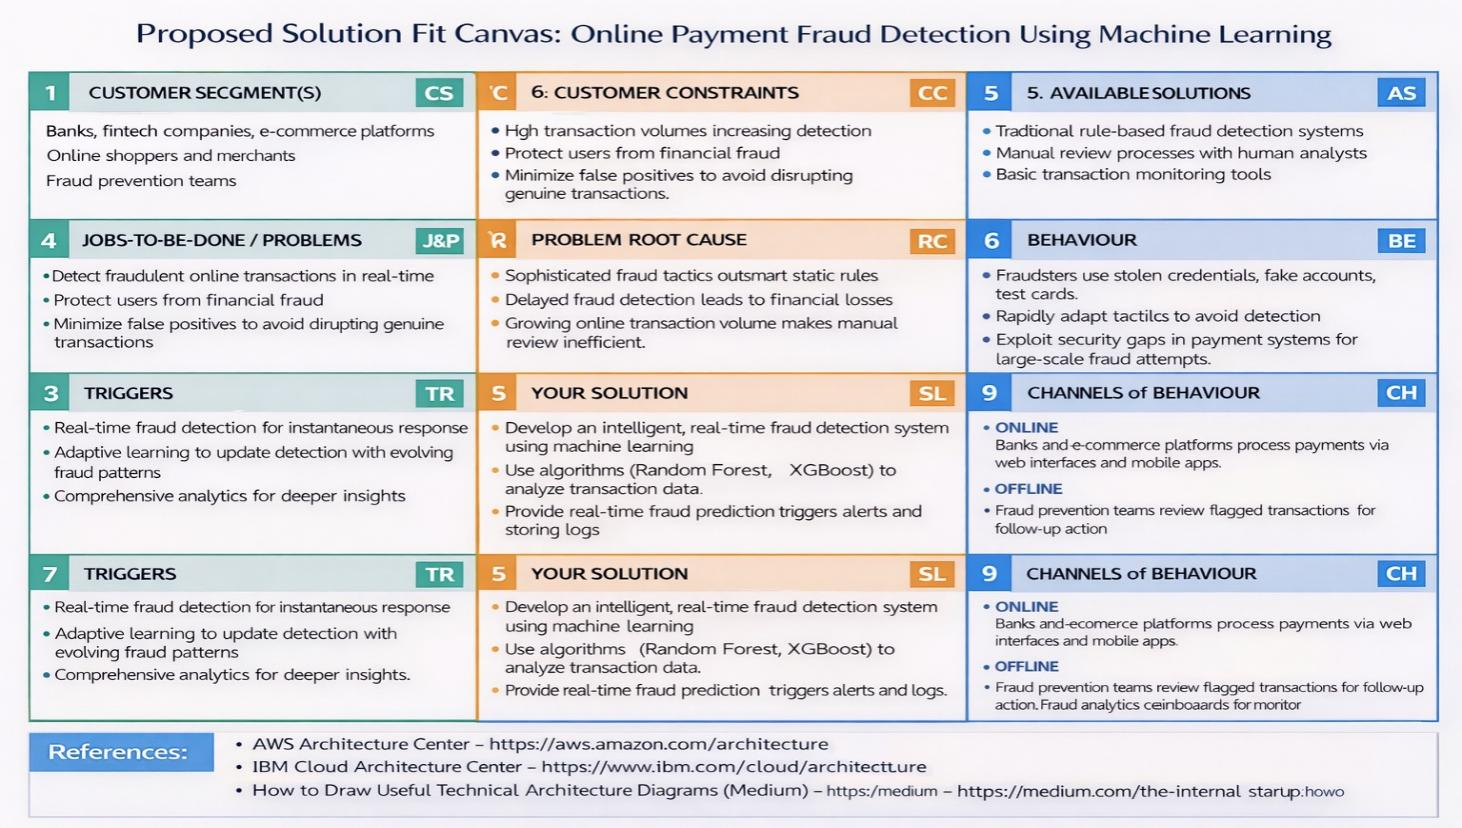 Proposed Solution Fit Canvas: Online Payment Fraud Detection Using Machine Learning
1 CUSTOMER SECGMENT(S) CS
Banks, fintech companies, e-commerce platforms
Online shoppers and merchants
Fraud prevention teams
'C 6: CUSTOMER CONSTRAINTS CC
• Hgh transaction volumes increasing detection
• Protect users from financial fraud
• Minimize false positives to avoid disrupting
genuine transactions.
5 5. AVAILABLE SOLUTIONS AS
• Tradtional rule-based fraud detection systems
• Manual review processes with human analysts
• Basic transaction monitoring tools
4 JOBS-TO-BE-DONE / PROBLEMS J&P
• Detect fraudulent online transactions in real-time
• Protect users from financial fraud
• Minimize false positives to avoid dirupting genuine
transactions
'R PROBLEM ROOT CAUSE RC
• Sophisticated fraud tactics outsmart static rules
• Delayed fraud detection leads to financial losses
• Growing online transaction volume makes manual
review inefficient.
6 BEHAVIOUR BE
• Fraudsters use stolen credentials, fake accounts,
test cards.
• Rapidly adapt tactilcs to avoid detection
• Exploit security gaps in payment systems for
large-scale fraud attempts.
3 TRIGGERS TR
• Real-time fraud detection for instantaneous response
• Adaptive learning to update detection with evolving
fraud patterns
• Comprehensive analytics for deeper insights
5 YOUR SOLUTION SL
• Develop an intelligent, real-time fraud detection system
using machine learning
• Use algorithms (Random Forest, XGBoost) to
analyze transaction data.
• Provide real-time fraud prediction triggers alerts and
storing logs
9 CHANNELS of BEHAVIOUR CH
• ONLINE
Banks and e-commerce platforms process payments via
web interfaces and mobile apps.
• OFFLINE
• Fraud prevention teams review flagged transactions for
follow-up action
7 TRIGGERS TR
• Real-time fraud detection for instantaneous response
• Adaptive learning to update detection with
evolving fraud patterns
• Comprehensive analytics for deeper insights.
5 YOUR SOLUTION SL
• Develop an intelligent, real-time fraud detection system
using machine learning
• Use algorithms (Random Forest, XGBoost) to
analyze transaction data.
• Provide real-time fraud prediction triggers alerts and logs.
9 CHANNELS of BEHAVIOUR CH
• ONLINE
Banks and-ecomerce platforms process payments via web
interfaces and mobile apps.
• OFFLINE
• Fraud prevention teams review flagged transactions for follow-up
action. Fraud analytics for monitor
References:
• AWS Architecture Center – https://aws.amazon.com/architecture
• IBM Cloud Architecture Center – https://www.ibm.com/cloud/architectt.ure
• How to Draw Useful Technical Architecture Diagrams (Medium) – https:/medium – https://medium.com/the-internal startup:howo